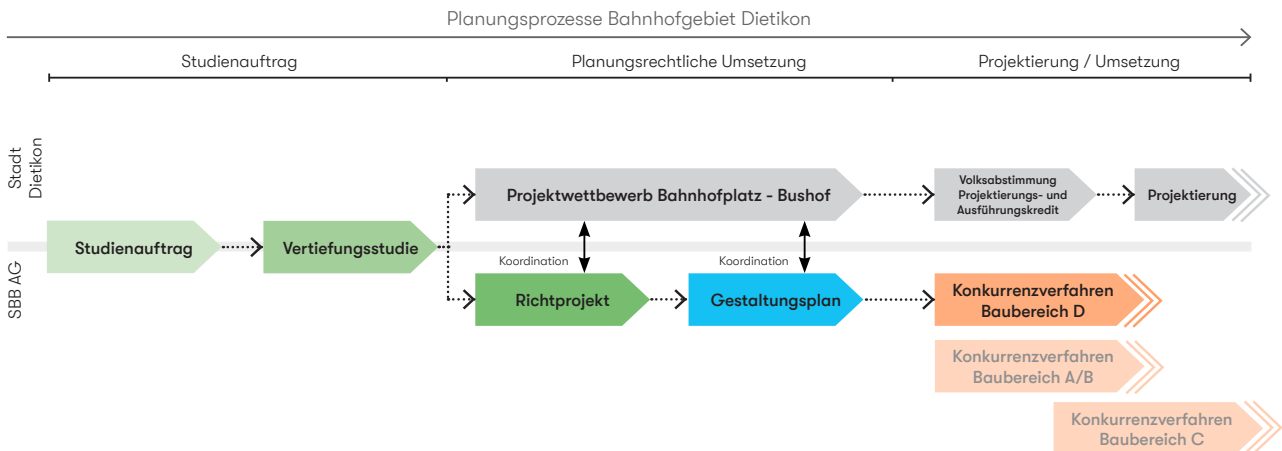 Planungsprozesse Bahnhofgebiet Dietikon
Studienauftrag
Planungsrechtliche Umsetzung
Projektierung / Umsetzung
Stadt
Dietikon
Projektwettbewerb Bahnhofplatz - Bushof
Volksabstimmung
Projektierungs- und
Ausführungskredit
Projektierung
Studienauftrag
Vertiefungsstudie
Koordination
Koordination
SBB AG
Richtprojekt
Gestaltungsplan
Konkurrenzverfahren
Baubereich D
Konkurrenzverfahren
Baubereich A/B
Konkurrenzverfahren
Baubereich C